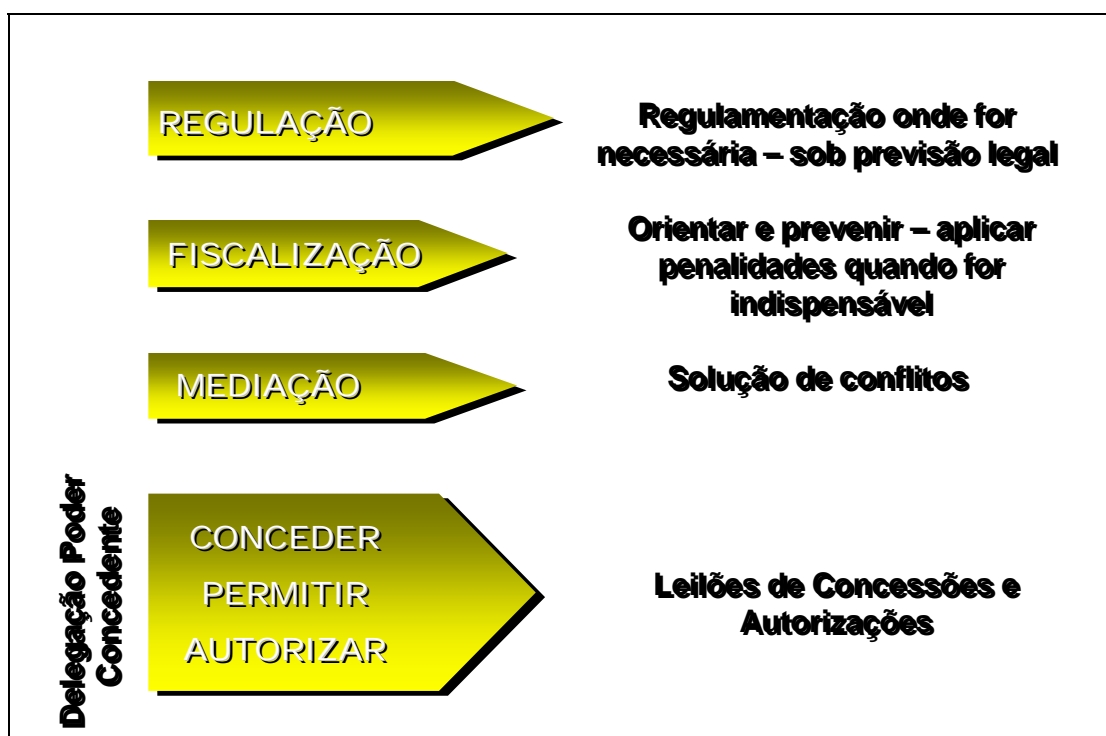 REGULAÇÃO
Regulamentação onde for
necessária – sob previsão legal
FISCALIZAÇÃO
Orientar e prevenir – aplicar
penalidades quando for
indispensável
MEDIAÇÃO
Solução de conflitos
Delegação Poder
Concedente
CONCEDER
PERMITIR
AUTORIZAR
Leilões de Concessões e
Autorizações